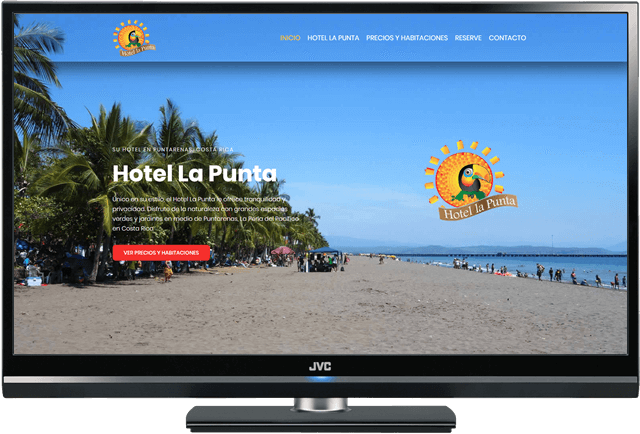 Hotel la Punta
INICIO HOTEL LA PUNTA PRECIOS Y HABITACIONES RESERVE CONTACTO
SU HOTEL EN PUNTARENAS, COSTA RICA
Hotel La Punta
Único en su estilo el Hotel La Punta le ofrece tranquilidad y
privacidad. Disfrute de la naturaleza con grandes espacios
verdes y jardines en medio de Puntarenas, La Perla del Pacífico
en Costa Rica
VER PRECIOS Y HABITACIONES
Hotel la Punta
JVC